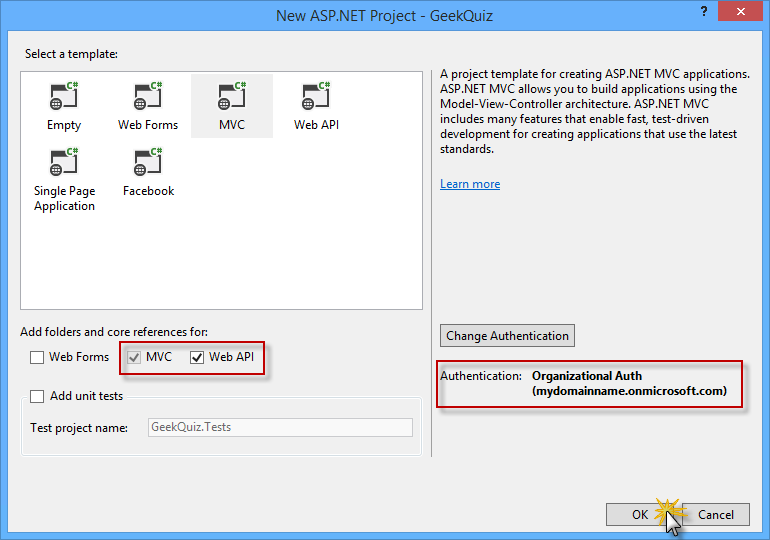 New ASP.NET Project - GeekQuiz
?
Select a template:
C#
C#
C#
C#
Empty
Web Forms
MVC
Web API
C#
C#
Single Page
Application
Facebook
A project template for creating ASP.NET MVC applications.
ASP.NET MVC allows you to build applications using the
Model-View-Controller architecture. ASP.NET MVC
includes many features that enable fast, test-driven
development for creating applications that use the latest
standards.
Learn more
Add folders and core references for:
Web Forms
MVC
Web API
Add unit tests
Test project name:
GeekQuiz.Tests
Change Authentication
Authentication: Organizational Auth
(mydomainname.onmicrosoft.com)
OK
Cancel